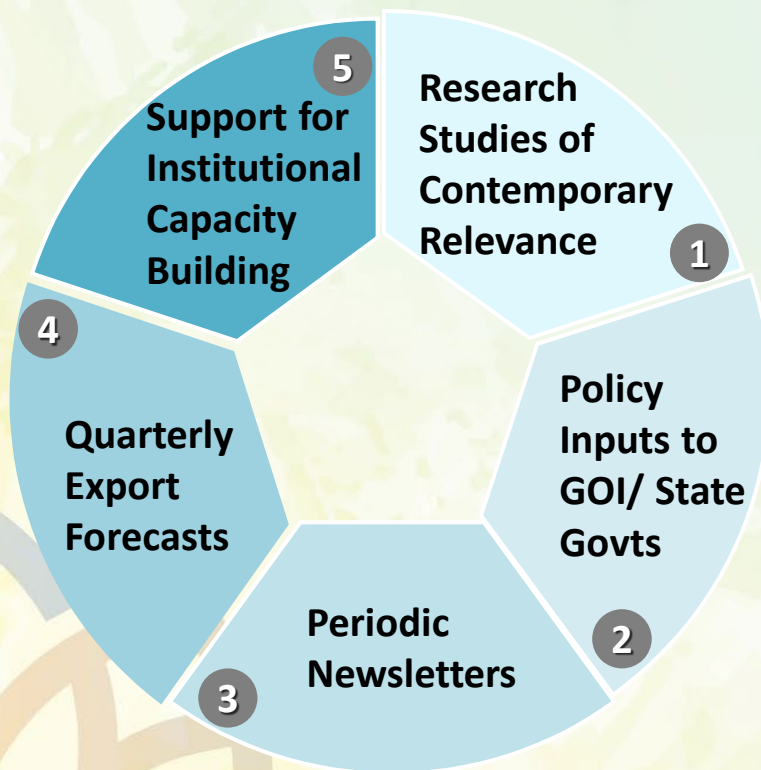 1
Research
Studies of
Contemporary
Relevance
2
Policy
Inputs to
GOI/ State
Govts
3
Periodic
Newsletters
4
Quarterly
Export
Forecasts
5
Support for
Institutional
Capacity
Building